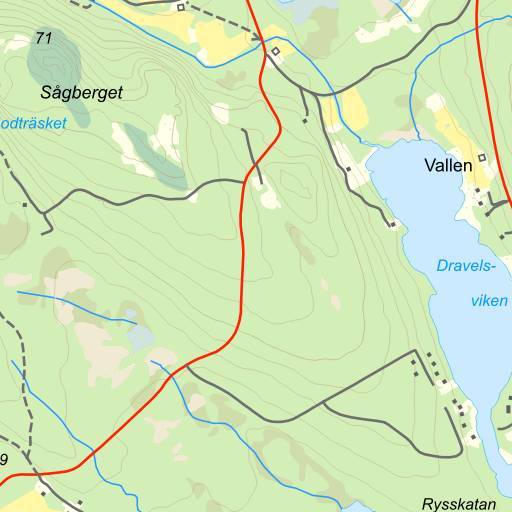 71
Sågberget
odträsket
Vallen
Dravels-
viken
9
Rysskatan